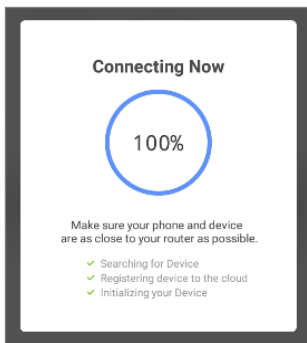 Connecting Now
100%
Make sure your phone and device
are as close to your router as possible.
Searching for Device
Registering device to the cloud
Initializing your Device